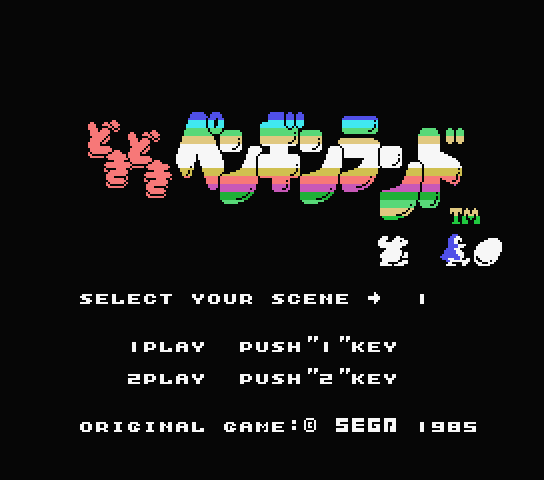 どきどき
ペンギンランド
TM
SELECT YOUR SCENE → 1
1PLAY PUSH"1"KEY
2PLAY PUSH"2"KEY
ORIGINAL GAME:© SEGA 1985